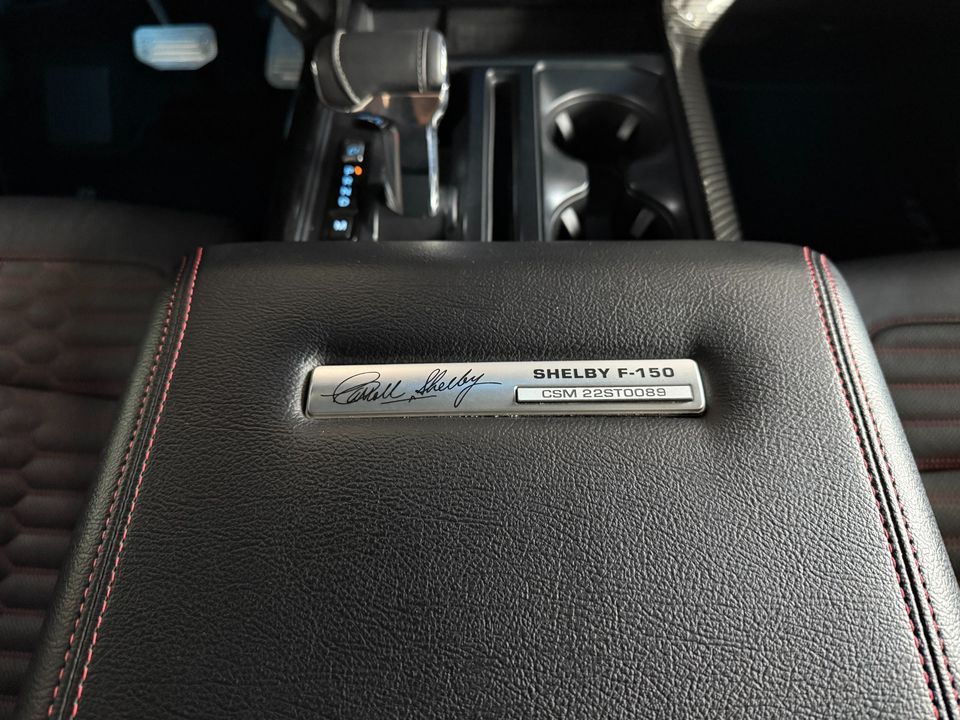 Carroll Shelby
SHELBY F-150
CSM 22ST0089